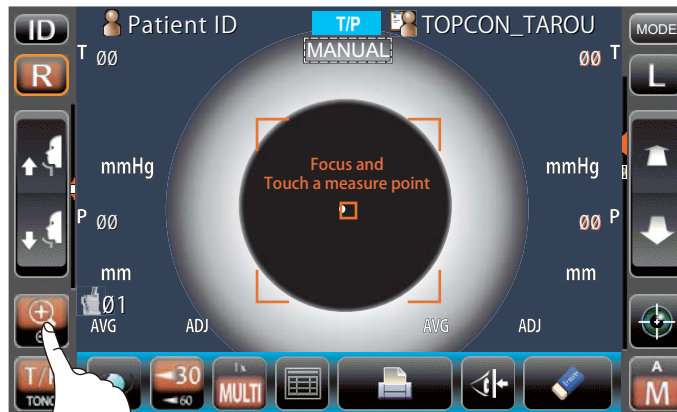 ID
Patient ID
T/P
TOPCON_TAROU
MODE
MANUAL
R
T 00
00 T
L
Focus and
Touch a measure point
mmHg
mmHg
P 00
00 P
mm
mm
01
AVG
ADJ
AVG
ADJ
T/
TONO
30
60
1x
MULTI
A
M